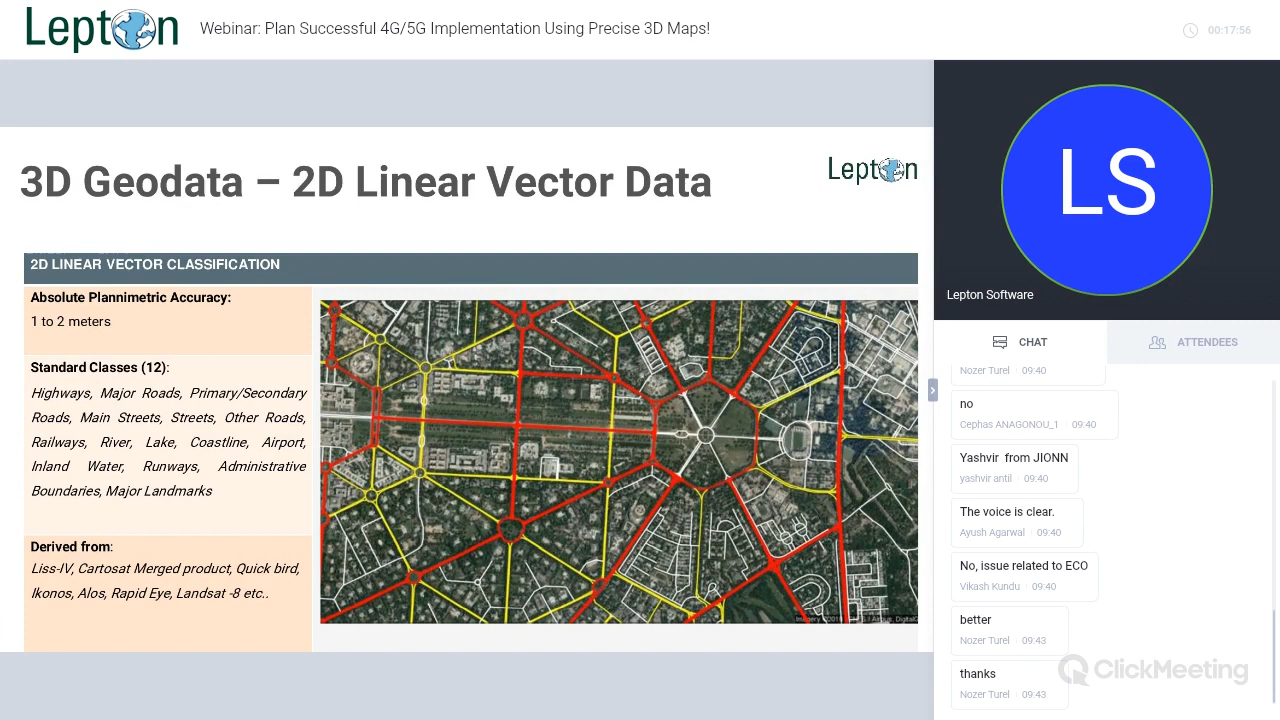 Lepton
Webinar: Plan Successful 4G/5G Implementation Using Precise 3D Maps!
00:17:56
3D Geodata – 2D Linear Vector Data
Lepton
2D LINEAR VECTOR CLASSIFICATION
Absolute Plannimetric Accuracy:
1 to 2 meters
Standard Classes (12):
Highways, Major Roads, Primary/Secondary
Roads, Main Streets, Streets, Other Roads,
Railways, River, Lake, Coastline, Airport,
Inland Water, Runways, Administrative
Boundaries, Major Landmarks
Derived from:
Liss-IV, Cartosat Merged product, Quick bird,
Ikonos, Alos, Rapid Eye, Landsat -8 etc..
LS
Lepton Software
CHAT
ATTENDEES
Nozer Turel 09:40
no
Cephas ANAGONOU_1 09:40
Yashvir from JIONN
yashvir antil 09:40
The voice is clear.
Ayush Agarwal 09:40
No, issue related to ECO
Vikash Kundu 09:40
better
Nozer Turel 09:43
thanks
Nozer Turel 09:43
ClickMeeting